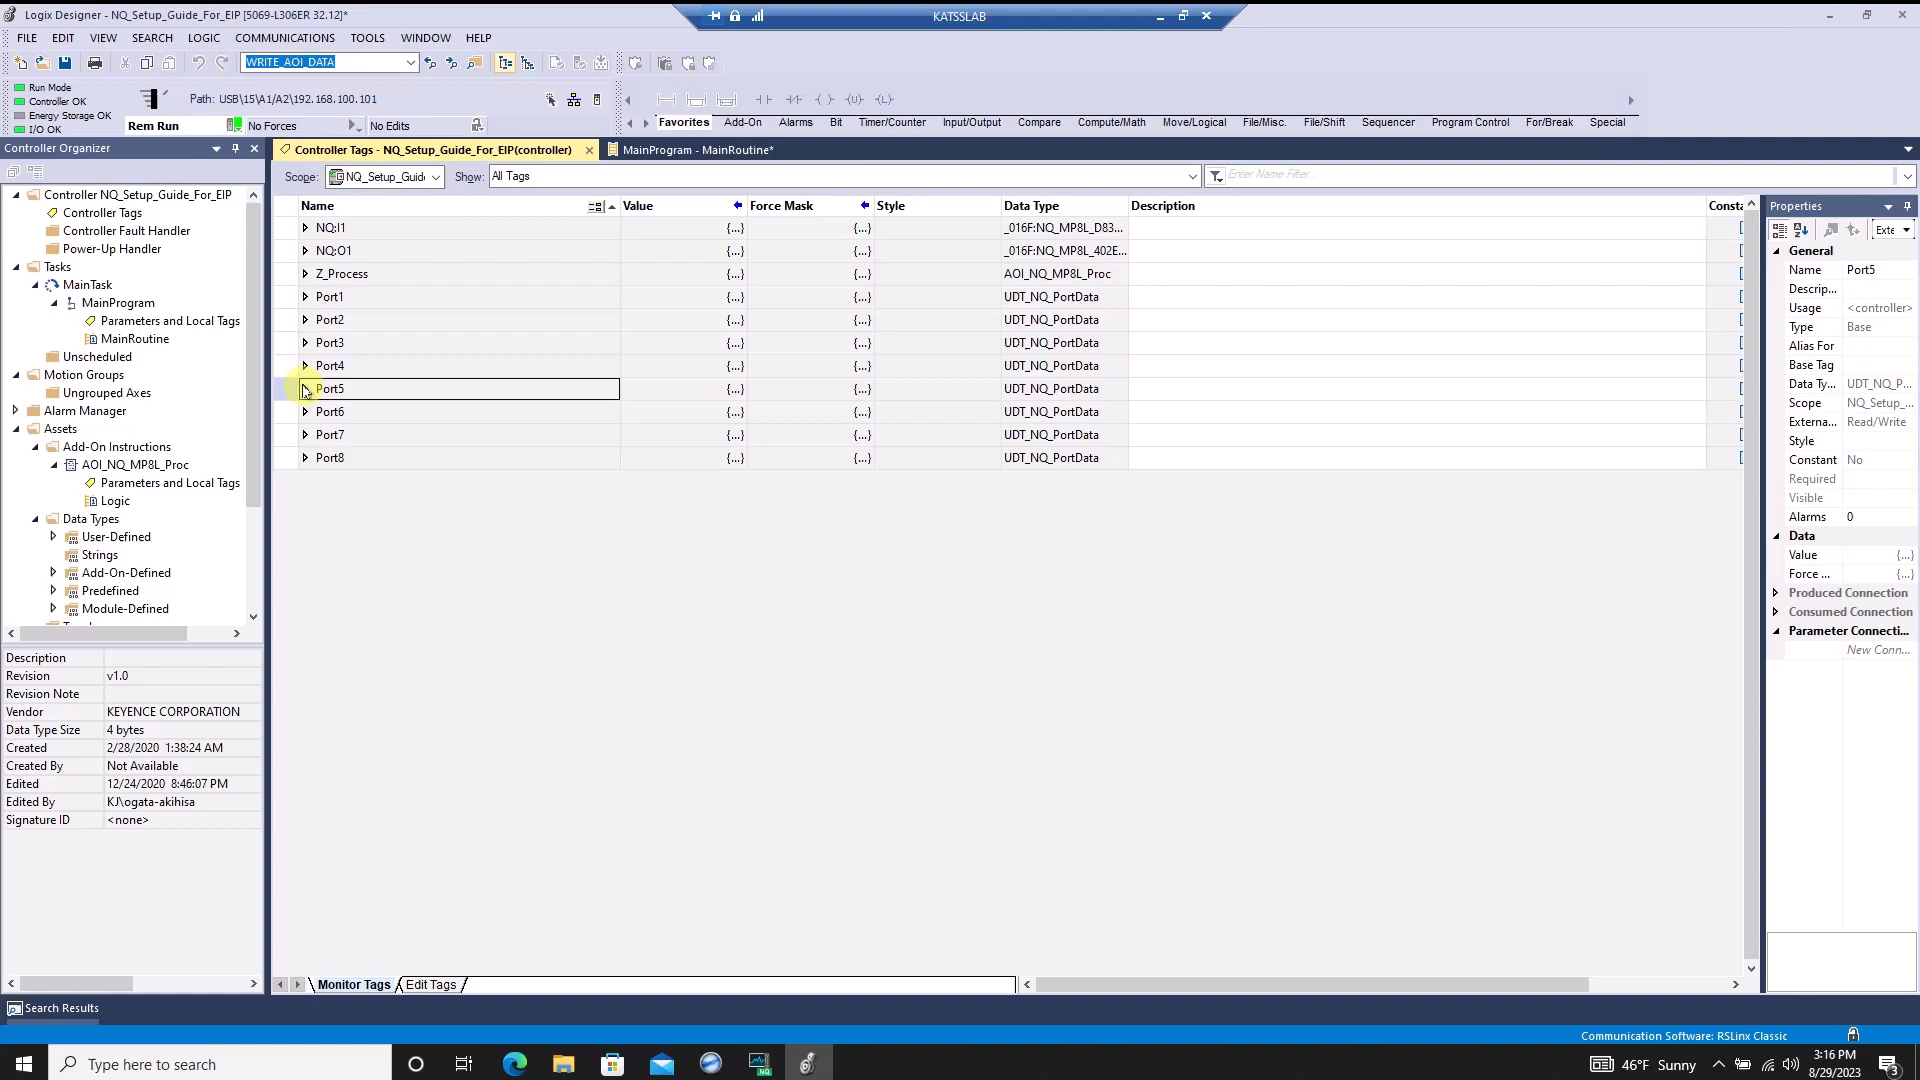 Logix Designer - NQ_Setup_Guide_For_EIP [5069-L306ER 32.12]*
KATSSLAB
FILE EDIT VIEW SEARCH LOGIC COMMUNICATIONS TOOLS WINDOW HELP
WRITE_AOI_DATA
Run Mode
Controller OK
Energy Storage OK
I/O OK
Path: USB\15\A1/A2\192.168.100.101
Rem Run
No Forces
No Edits
Favorites Add-On Alarms Bit Timer/Counter Input/Output Compare Compute/Math Move/Logical File/Misc. File/Shift Sequencer Program Control For/Break Special
Controller Organizer
Controller NQ_Setup_Guide_For_EIP
Controller Tags
Controller Fault Handler
Power-Up Handler
Tasks
MainTask
MainProgram
Parameters and Local Tags
MainRoutine
Unscheduled
Motion Groups
Ungrouped Axes
Alarm Manager
Assets
Add-On Instructions
AOI_NQ_MP8L_Proc
Parameters and Local Tags
Logic
Data Types
User-Defined
Strings
Add-On-Defined
Predefined
Module-Defined
Description
Revision v1.0
Revision Note
Vendor KEYENCE CORPORATION
Data Type Size 4 bytes
Created 2/28/2020 1:38:24 AM
Created By Not Available
Edited 12/24/2020 8:46:07 PM
Edited By KJ\ogata-akihisa
Signature ID <none>
Controller Tags - NQ_Setup_Guide_For_EIP(controller)
MainProgram - MainRoutine*
Scope: NQ_Setup_Guid Show: All Tags Enter Name Filter...
Name Value Force Mask Style Data Type Description Consta
NQ:I1 {...} {...} _016F:NQ_MP8L_D83...
NQ:O1 {...} {...} _016F:NQ_MP8L_402E...
Z_Process {...} {...} AOI_NQ_MP8L_Proc
Port1 {...} {...} UDT_NQ_PortData
Port2 {...} {...} UDT_NQ_PortData
Port3 {...} {...} UDT_NQ_PortData
Port4 {...} {...} UDT_NQ_PortData
Port5 {...} {...} UDT_NQ_PortData
Port6 {...} {...} UDT_NQ_PortData
Port7 {...} {...} UDT_NQ_PortData
Port8 {...} {...} UDT_NQ_PortData
Monitor Tags Edit Tags
Properties
Exte
General
Name Port5
Descrip...
Usage <controller>
Type Base
Alias For
Base Tag
Data Ty... UDT_NQ_P...
Scope NQ_Setup_...
Externa... Read/Write
Style
Constant No
Required
Visible
Alarms 0
Data
Value {...}
Force ... {...}
Produced Connection
Consumed Connection
Parameter Connecti...
New Conn...
Search Results
Communication Software: RSLinx Classic
Type here to search
NQ
46°F Sunny
3:16 PM
8/29/2023
3